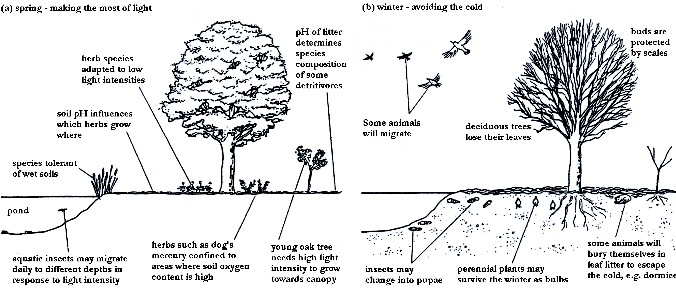 (a) spring - making the most of light
herb species
adapted to low
light intensities
pH of litter
determines
species
composition
of some
detritivores
soil pH influences
which herbs grow
where
species tolerant
of wet soils
pond
aquatic insects may migrate
daily to different depths in
response to light intensity
herbs such as dog's
mercury confined to
areas where soil oxygen
content is high
young oak tree
needs high light
intensity to grow
towards canopy
(b) winter - avoiding the cold
buds are
protected
by scales
Some animals
will migrate
deciduous trees
lose their leaves
insects may
change into pupae
perennial plants may
survive the winter as bulbs
some animals will
bury themselves in
leaf litter to escape
the cold, e.g. dormice